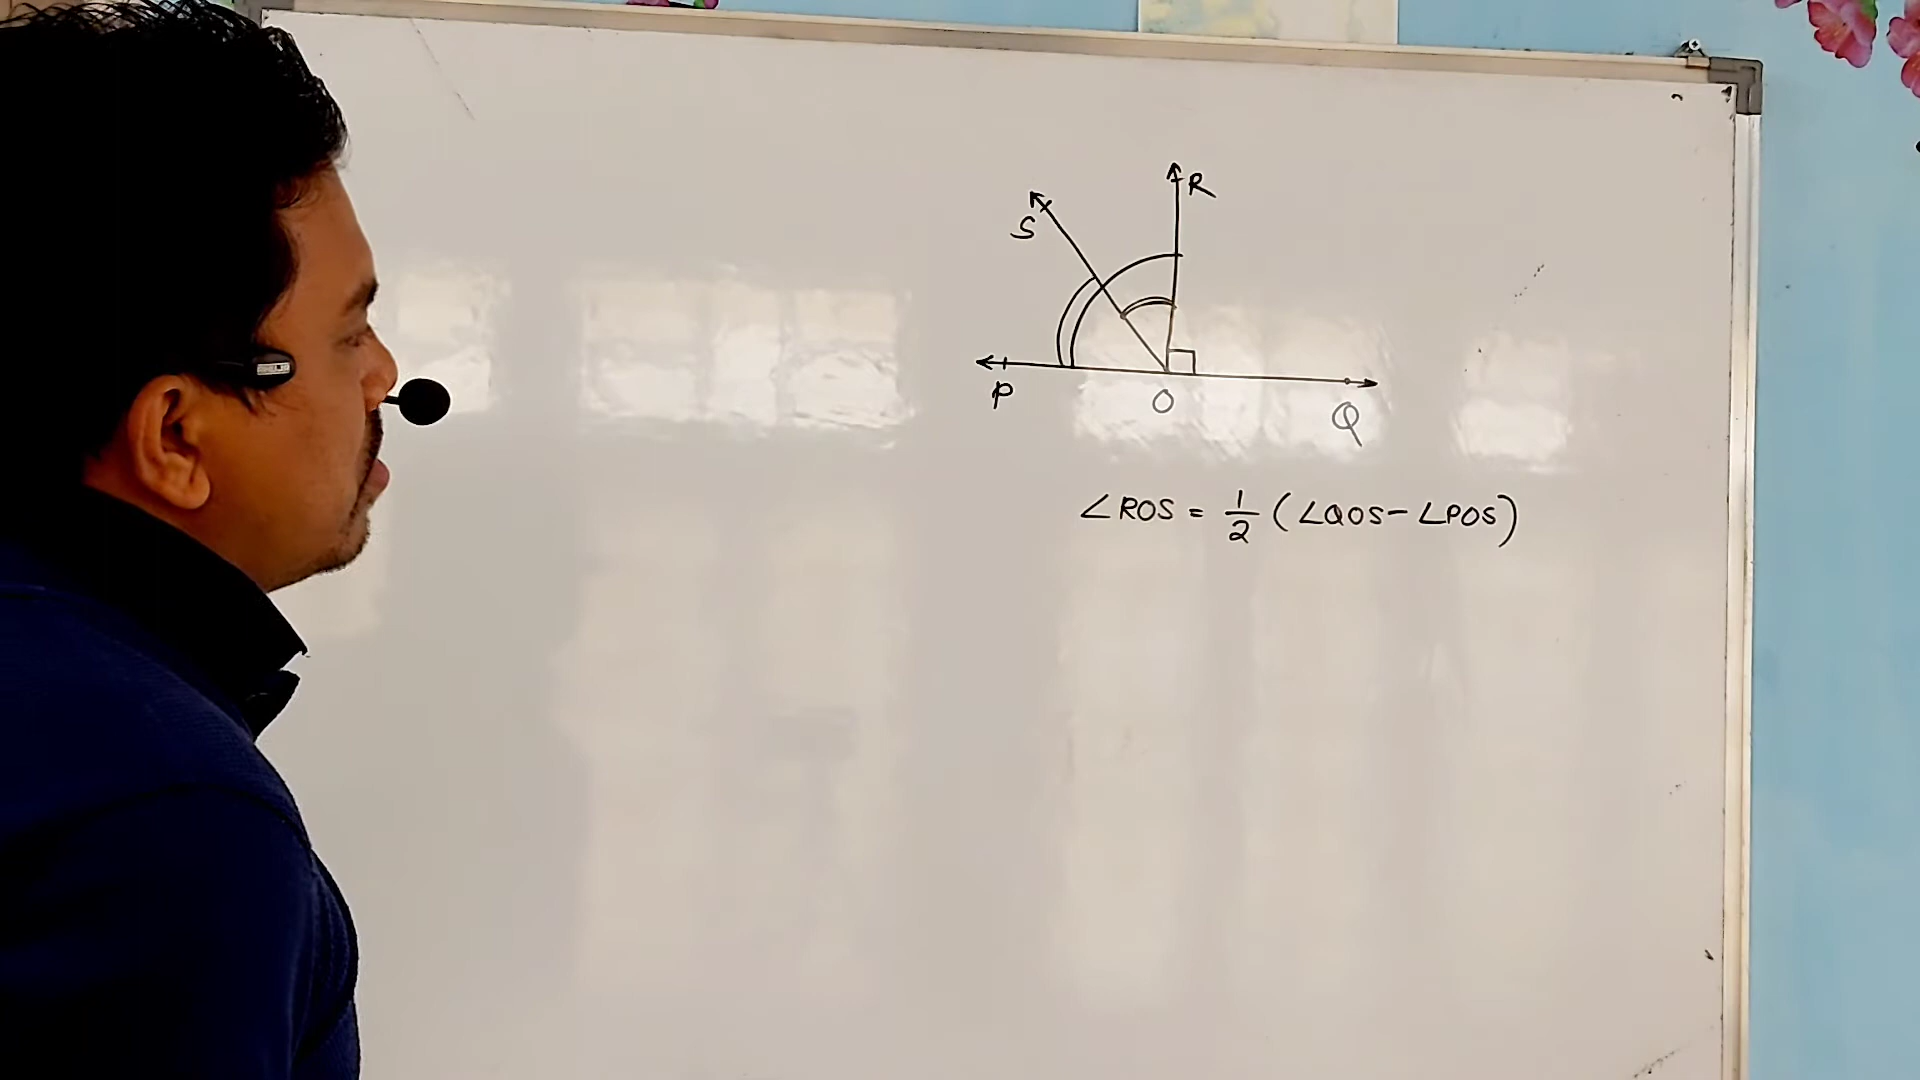 R
S
P
O
Q
∠ROS = 1/2 (∠QOS - ∠POS)